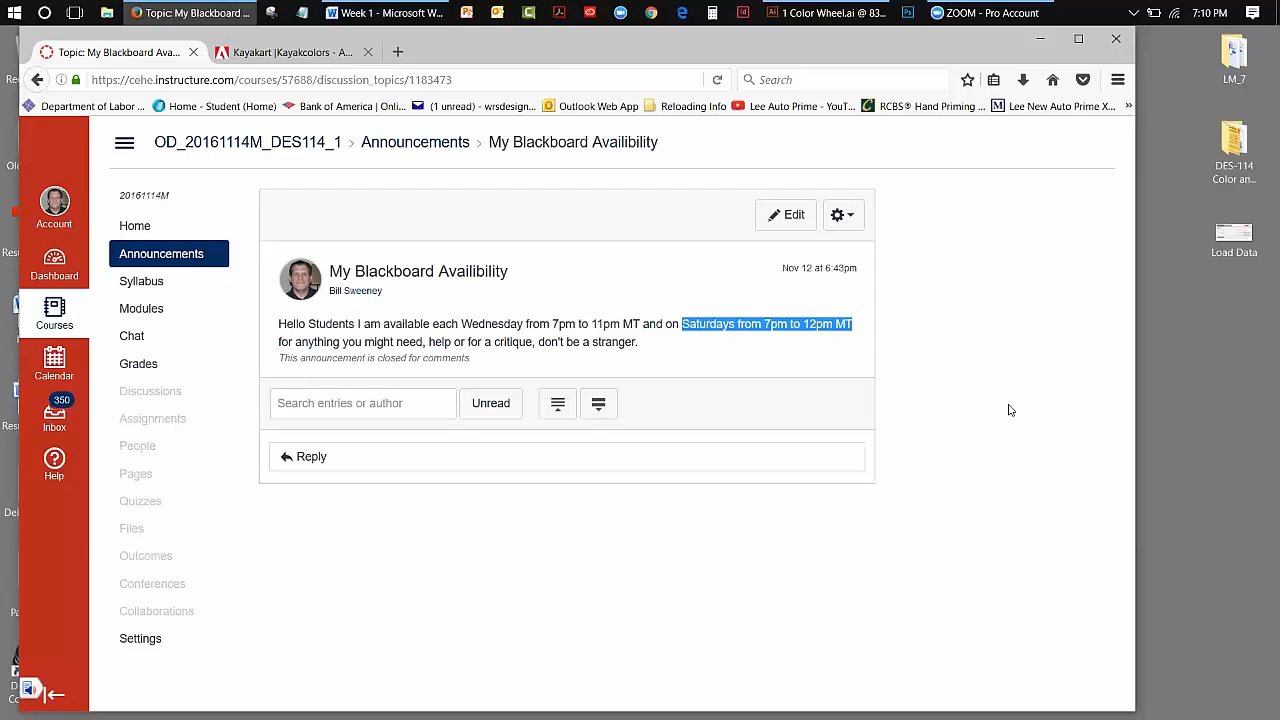 Topic: My Blackboard ...
Week 1 - Microsoft W...
1 Color Wheel.ai @ 83...
ZOOM - Pro Account
7:10 PM
Topic: My Blackboard Avai...
Kayakart |Kayakcolors - A...
https://cehe.instructure.com/courses/57688/discussion_topics/1183473
Search
Department of Labor ...
Home - Student (Home)
Bank of America | Onli...
(1 unread) - wrsdesign...
Outlook Web App
Reloading Info
Lee Auto Prime - YouT...
RCBS® Hand Priming ...
Lee New Auto Prime X...
OD_20161114M_DES114_1 > Announcements > My Blackboard Availibility
Account
Dashboard
Courses
Calendar
350
Inbox
Help
20161114M
Home
Announcements
Syllabus
Modules
Chat
Grades
Discussions
Assignments
People
Pages
Quizzes
Files
Outcomes
Conferences
Collaborations
Settings
Edit
My Blackboard Availibility
Nov 12 at 6:43pm
Bill Sweeney
Hello Students I am available each Wednesday from 7pm to 11pm MT and on Saturdays from 7pm to 12pm MT
for anything you might need, help or for a critique, don't be a stranger.
This announcement is closed for comments
Search entries or author
Unread
Reply
LM_7
DES-114
Color an...
Load Data